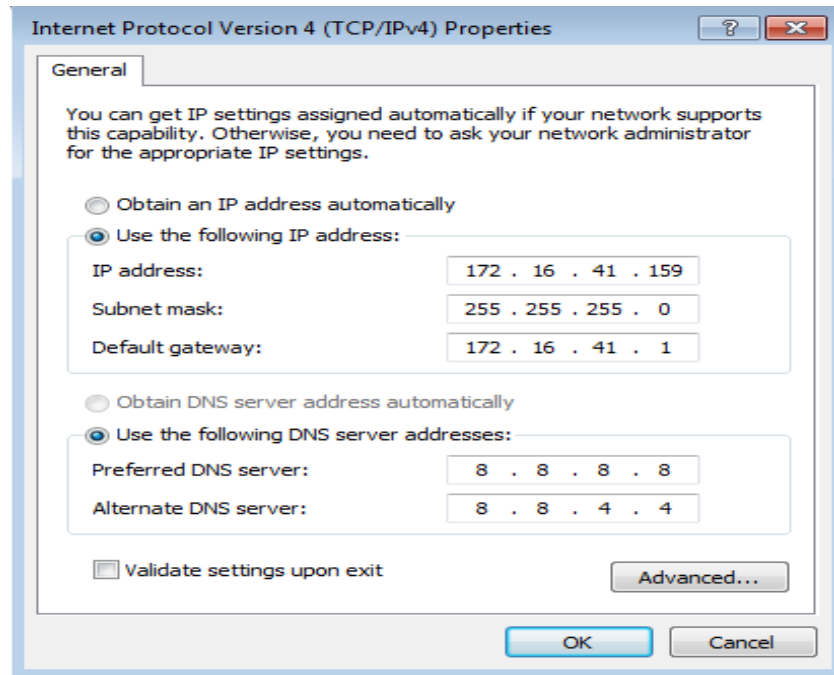 Internet Protocol Version 4 (TCP/IPv4) Properties
General
You can get IP settings assigned automatically if your network supports
this capability. Otherwise, you need to ask your network administrator
for the appropriate IP settings.
Obtain an IP address automatically
Use the following IP address:
IP address: 172 . 16 . 41 . 159
Subnet mask: 255 . 255 . 255 . 0
Default gateway: 172 . 16 . 41 . 1
Obtain DNS server address automatically
Use the following DNS server addresses:
Preferred DNS server: 8 . 8 . 8 . 8
Alternate DNS server: 8 . 8 . 4 . 4
Validate settings upon exit
Advanced...
OK Cancel